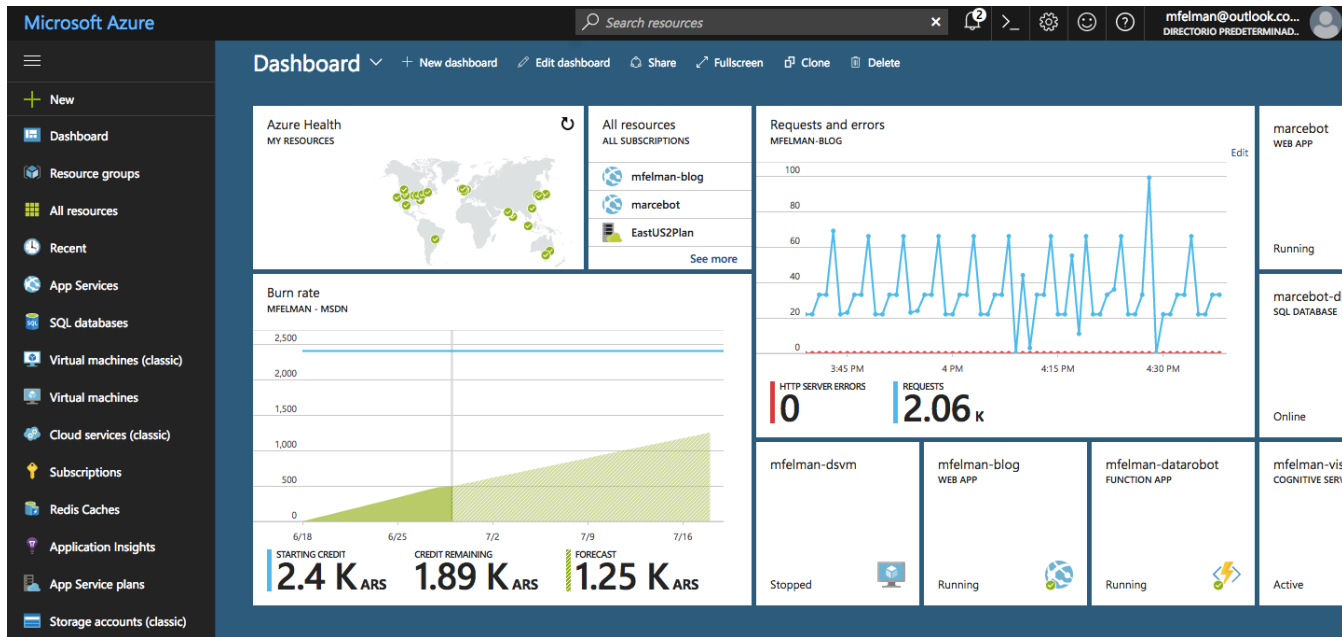 Microsoft Azure
Search resources
2
mfelman@outlook.co...
DIRECTORIO PREDETERMINAD..
New
Dashboard
Resource groups
All resources
Recent
App Services
SQL databases
Virtual machines (classic)
Virtual machines
Cloud services (classic)
Subscriptions
Redis Caches
Application Insights
App Service plans
Storage accounts (classic)
Dashboard
New dashboard
Edit dashboard
Share
Fullscreen
Clone
Delete
Azure Health
MY RESOURCES
All resources
ALL SUBSCRIPTIONS
mfelman-blog
marcebot
EastUS2Plan
See more
Burn rate
MFELMAN - MSDN
2,500
2,000
1,500
1,000
500
0
6/18 6/25 7/2 7/9 7/16
STARTING CREDIT
2.4 K ARS
CREDIT REMAINING
1.89 K ARS
FORECAST
1.25 K ARS
Requests and errors
MFELMAN-BLOG
Edit
100
80
60
40
20
0
3:45 PM 4 PM 4:15 PM 4:30 PM
HTTP SERVER ERRORS
0
REQUESTS
2.06 K
mfelman-dsvm
Stopped
mfelman-blog
WEB APP
Running
mfelman-datarobot
FUNCTION APP
Running
marcebot
WEB APP
Running
marcebot-d
SQL DATABASE
Online
mfelman-vis
COGNITIVE SERV
Active